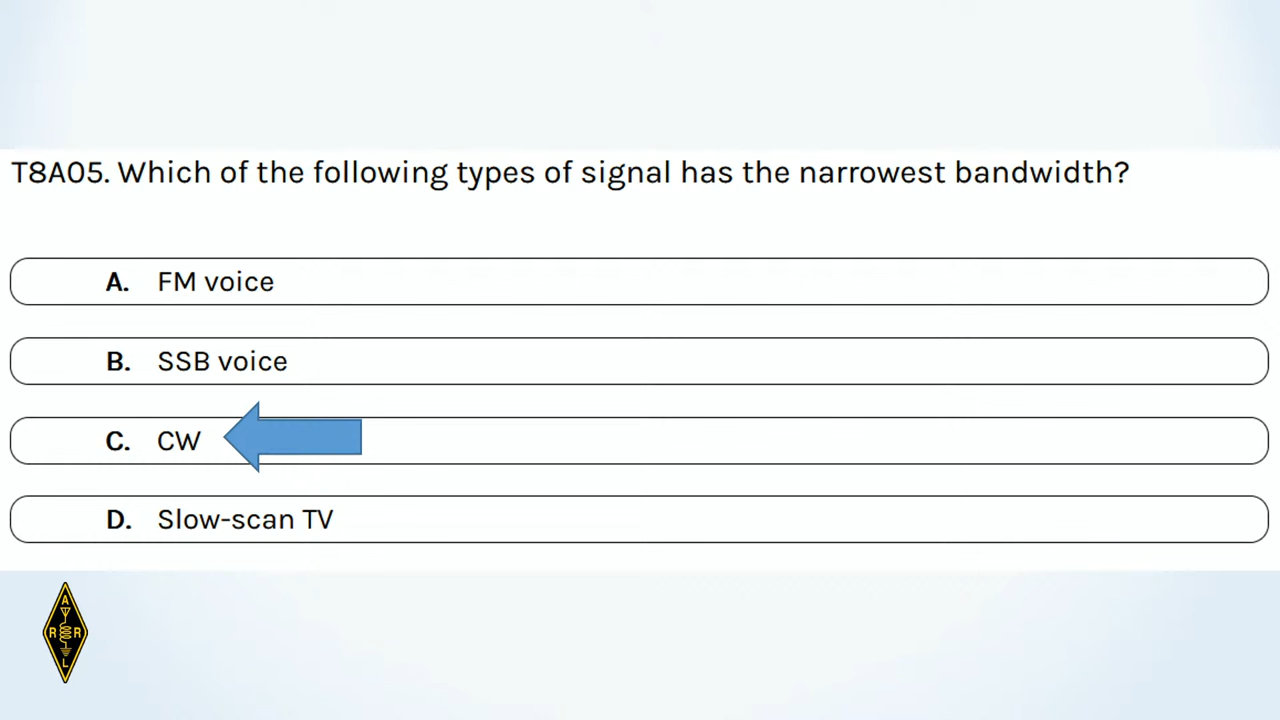 T8A05. Which of the following types of signal has the narrowest bandwidth?
A. FM voice
B. SSB voice
C. CW
D. Slow-scan TV
A
R R
L